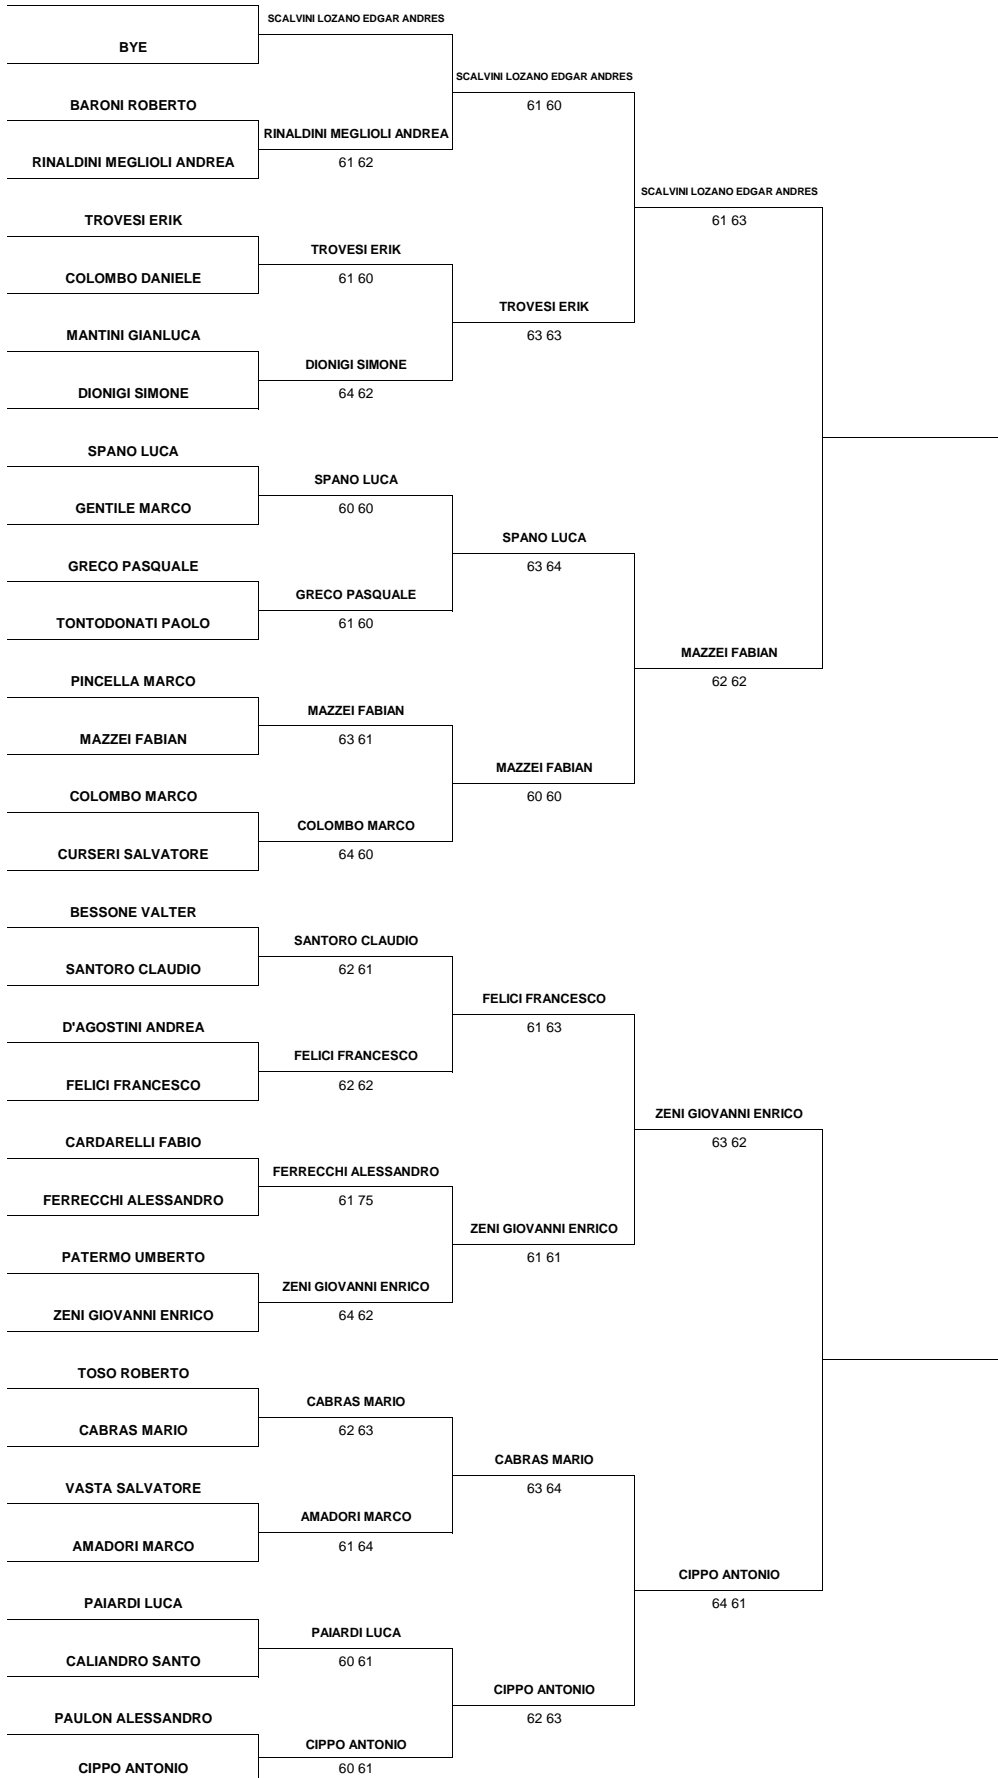 SCALVINI LOZANO EDGAR ANDRES
BYE
SCALVINI LOZANO EDGAR ANDRES
BARONI ROBERTO
61 60
RINALDINI MEGLIOLI ANDREA
RINALDINI MEGLIOLI ANDREA
61 62
SCALVINI LOZANO EDGAR ANDRES
TROVESI ERIK
61 63
TROVESI ERIK
COLOMBO DANIELE
61 60
TROVESI ERIK
MANTINI GIANLUCA
63 63
DIONIGI SIMONE
DIONIGI SIMONE
64 62
SPANO LUCA
SPANO LUCA
GENTILE MARCO
60 60
SPANO LUCA
GRECO PASQUALE
63 64
GRECO PASQUALE
TONTODONATI PAOLO
61 60
MAZZEI FABIAN
PINCELLA MARCO
62 62
MAZZEI FABIAN
MAZZEI FABIAN
63 61
MAZZEI FABIAN
COLOMBO MARCO
60 60
COLOMBO MARCO
CURSERI SALVATORE
64 60
BESSONE VALTER
SANTORO CLAUDIO
SANTORO CLAUDIO
62 61
FELICI FRANCESCO
D'AGOSTINI ANDREA
61 63
FELICI FRANCESCO
FELICI FRANCESCO
62 62
ZENI GIOVANNI ENRICO
CARDARELLI FABIO
63 62
FERRECCHI ALESSANDRO
FERRECCHI ALESSANDRO
61 75
ZENI GIOVANNI ENRICO
PATERMO UMBERTO
61 61
ZENI GIOVANNI ENRICO
ZENI GIOVANNI ENRICO
64 62
TOSO ROBERTO
CABRAS MARIO
CABRAS MARIO
62 63
CABRAS MARIO
VASTA SALVATORE
63 64
AMADORI MARCO
AMADORI MARCO
61 64
CIPPO ANTONIO
PAIARDI LUCA
64 61
PAIARDI LUCA
CALIANDRO SANTO
60 61
CIPPO ANTONIO
PAULON ALESSANDRO
62 63
CIPPO ANTONIO
CIPPO ANTONIO
60 61